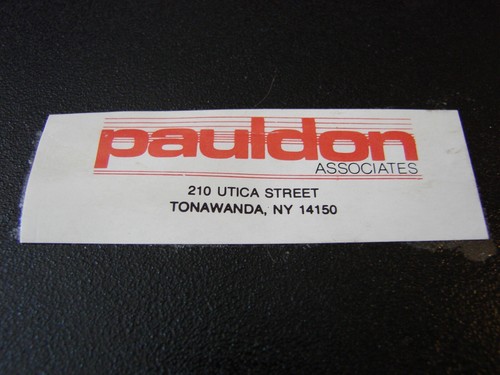 pauldon
ASSOCIATES
210 UTICA STREET
TONAWANDA, NY 14150